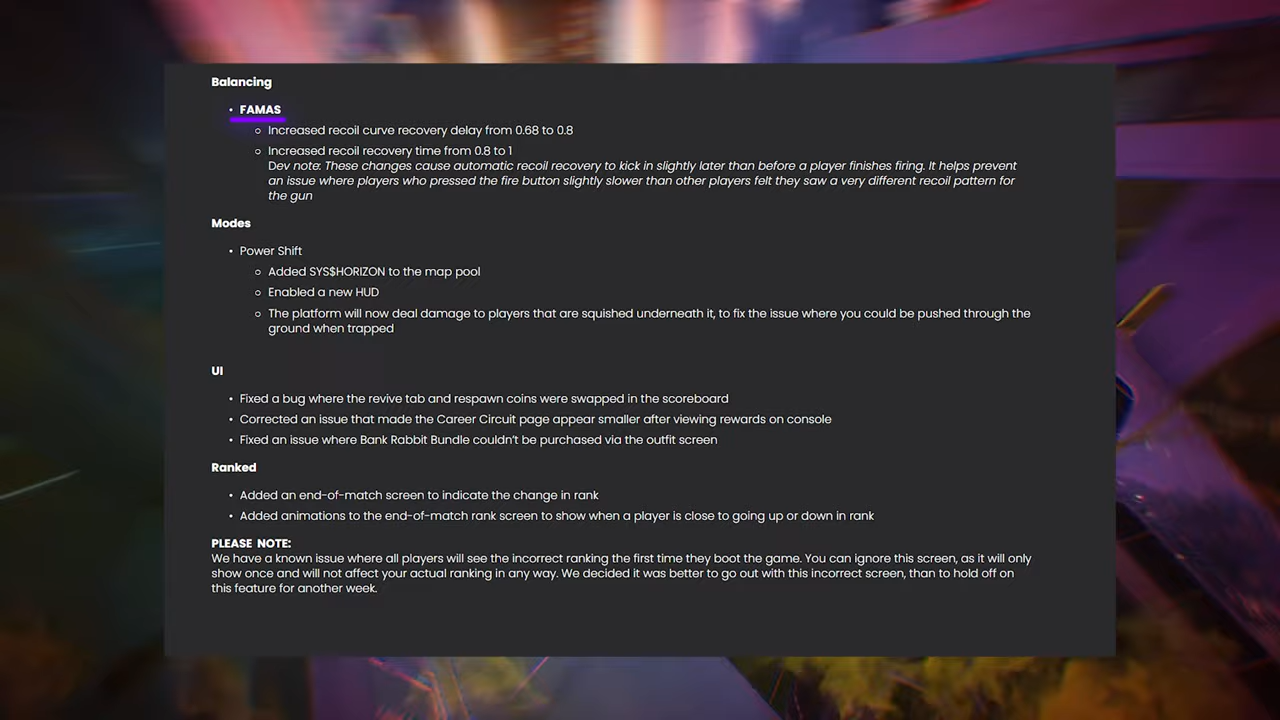 Balancing
• FAMAS
○ Increased recoil curve recovery delay from 0.68 to 0.8
○ Increased recoil recovery time from 0.8 to 1
Dev note: These changes cause automatic recoil recovery to kick in slightly later than before a player finishes firing. It helps prevent
an issue where players who pressed the fire button slightly slower than other players felt they saw a very different recoil pattern for
the gun
Modes
• Power Shift
○ Added SYS$HORIZON to the map pool
○ Enabled a new HUD
○ The platform will now deal damage to players that are squished underneath it, to fix the issue where you could be pushed through the
ground when trapped
UI
• Fixed a bug where the revive tab and respawn coins were swapped in the scoreboard
• Corrected an issue that made the Career Circuit page appear smaller after viewing rewards on console
• Fixed an issue where Bank Rabbit Bundle couldn’t be purchased via the outfit screen
Ranked
• Added an end-of-match screen to indicate the change in rank
• Added animations to the end-of-match rank screen to show when a player is close to going up or down in rank
PLEASE NOTE:
We have a known issue where all players will see the incorrect ranking the first time they boot the game. You can ignore this screen, as it will only
show once and will not affect your actual ranking in any way. We decided it was better to go out with this incorrect screen, than to hold off on
this feature for another week.